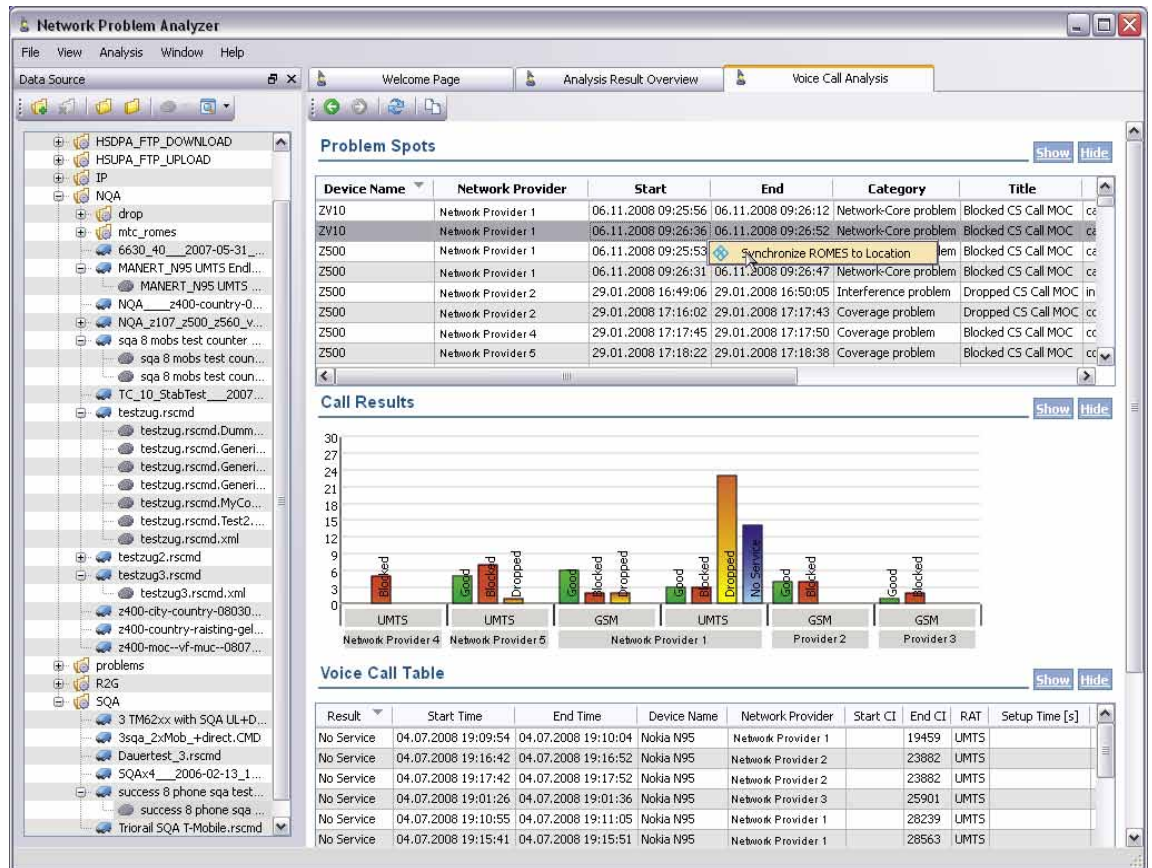 Network Problem Analyzer
File View Analysis Window Help
Data Source
Welcome Page
Analysis Result Overview
Voice Call Analysis
HSDPA_FTP_DOWNLOAD
HSUPA_FTP_UPLOAD
IP
NQA
drop
mtc_romes
6630_40___2007-05-31_...
MANERT_N95 UMTS Endl...
MANERT_N95 UMTS ...
NQA____z400-country-0...
NQA_z107_z500_z560_v...
sqa 8 mobs test counter ...
sqa 8 mobs test coun...
sqa 8 mobs test coun...
TC_10_StabTest___2007...
testzug.rscmd
testzug.rscmd.Dumm...
testzug.rscmd.Generi...
testzug.rscmd.Generi...
testzug.rscmd.Generi...
testzug.rscmd.MyCo...
testzug.rscmd.Test2....
testzug.rscmd.xml
testzug2.rscmd
testzug3.rscmd
testzug3.rscmd.xml
z400-city-country-08030...
z400-country-raisting-gel...
z400-moc--vf-muc--0807...
problems
R2G
SQA
3 TM62xx with SQA UL+D...
3sqa_2xMob_+direct.CMD
Dauertest_3.rscmd
SQAx4___2006-02-13_1...
success 8 phone sqa test...
success 8 phone sqa ...
Triorail SQA T-Mobile.rscmd
Problem Spots
Show Hide
Device Name Network Provider Start End Category Title
ZV10 Network Provider 1 06.11.2008 09:25:56 06.11.2008 09:26:12 Network-Core problem Blocked CS Call MOC ca
ZV10 Network Provider 1 06.11.2008 09:26:36 06.11.2008 09:26:52 Network-Core problem Blocked CS Call MOC ca
Z500 Network Provider 1 06.11.2008 09:25:53 Synchronize ROMES to Location lem Blocked CS Call MOC ca
Z500 Network Provider 1 06.11.2008 09:26:31 06.11.2008 09:26:47 Network-Core problem Blocked CS Call MOC ca
Z500 Network Provider 2 29.01.2008 16:49:06 29.01.2008 16:50:05 Interference problem Dropped CS Call MOC in
Z500 Network Provider 2 29.01.2008 17:16:02 29.01.2008 17:17:43 Coverage problem Dropped CS Call MOC cc
Z500 Network Provider 4 29.01.2008 17:17:45 29.01.2008 17:17:50 Coverage problem Blocked CS Call MOC cc
Z500 Network Provider 5 29.01.2008 17:18:22 29.01.2008 17:18:38 Coverage problem Blocked CS Call MOC cc
Call Results
Show Hide
30
27
24
21
18
15
12
9
6
3
0
Blocked
Good Blocked Dropped
Good Blocked Dropped
Good Blocked Dropped No Service
Good Blocked
Good Blocked
UMTS UMTS GSM UMTS GSM GSM
Network Provider 4 Network Provider 5 Network Provider 1 Provider 2 Provider 3
Voice Call Table
Show Hide
Result Start Time End Time Device Name Network Provider Start CI End CI RAT Setup Time [s]
No Service 04.07.2008 19:09:54 04.07.2008 19:10:04 Nokia N95 Network Provider 1 19459 UMTS
No Service 04.07.2008 19:16:42 04.07.2008 19:16:52 Nokia N95 Network Provider 2 23882 UMTS
No Service 04.07.2008 19:17:42 04.07.2008 19:17:52 Nokia N95 Network Provider 2 23882 UMTS
No Service 04.07.2008 19:01:26 04.07.2008 19:01:36 Nokia N95 Network Provider 3 25901 UMTS
No Service 04.07.2008 19:10:55 04.07.2008 19:11:05 Nokia N95 Network Provider 1 28239 UMTS
No Service 04.07.2008 19:15:41 04.07.2008 19:15:51 Nokia N95 Network Provider 1 28563 UMTS